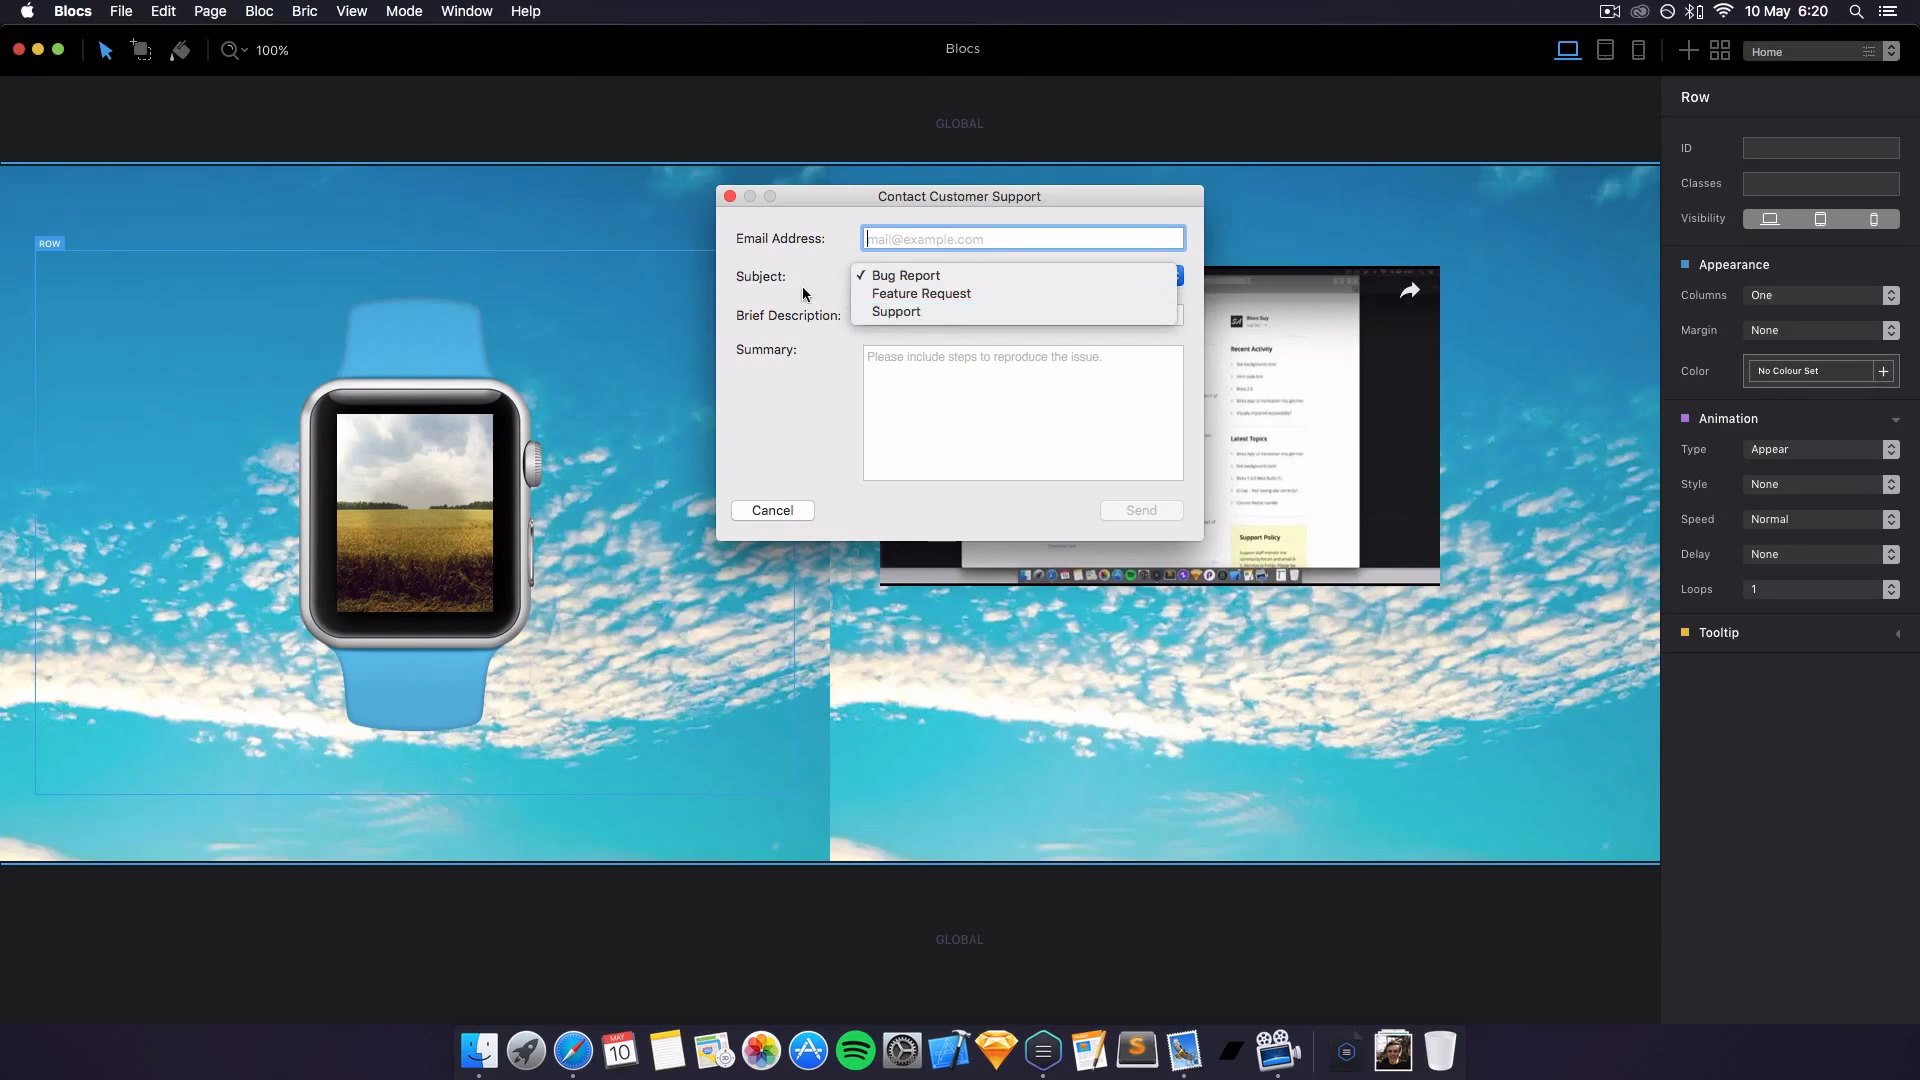 Blocs File Edit Page Bloc Bric View Mode Window Help 10 May 6:20
100% Blocs Home
GLOBAL
ROW
Contact Customer Support
Email Address: mail@example.com
Subject: ✓ Bug Report
Feature Request
Support
Brief Description:
Summary: Please include steps to reproduce the issue.
Cancel Send
Blocs Guy
Recent Activity
Latest Topics
Support Policy
GLOBAL
Row
ID
Classes
Visibility
Appearance
Columns One
Margin None
Color No Colour Set +
Animation
Type Appear
Style None
Speed Normal
Delay None
Loops 1
Tooltip
MAY
10